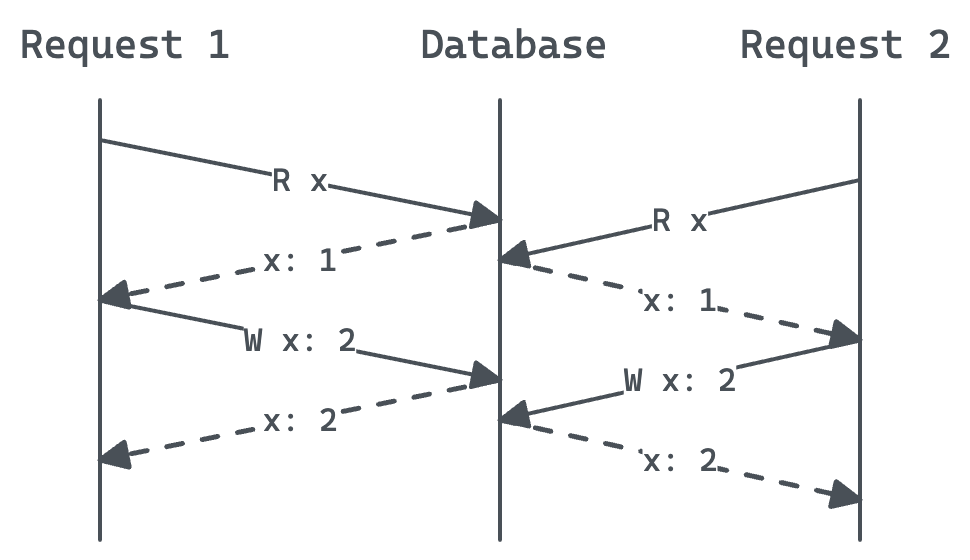 Request 1
Database
Request 2
R x
R x
x: 1
x: 1
W x: 2
W x: 2
x: 2
x: 2